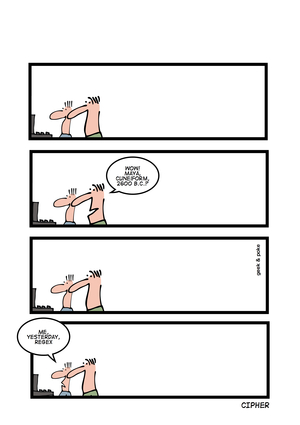 WOW!
MAYA,
CUNEIFORM,
2600 B.C.?
geek & poke
ME,
YESTERDAY,
REGEX
CIPHER